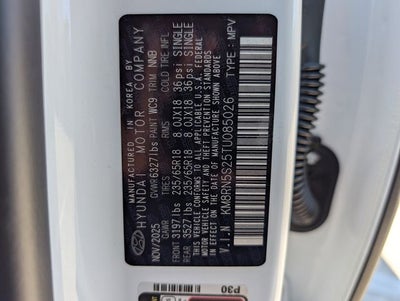 MANUFACTURED IN KOREA BY
HYUNDAI MOTOR COMPANY
NOV/2025 GVWR 6327lbs PAINT WC9 TRIM NNB
GAWR TIRES RIMS COLD TIRE INFL
FRONT 3197lbs 235/65R18 8.0JX18 36psi SINGLE
REAR 3527lbs 235/65R18 8.0JX18 36psi SINGLE
THIS VEHICLE CONFORMS TO ALL APPLICABLE U.S.A. FEDERAL
MOTOR VEHICLE SAFETY AND THEFT PREVENTION STANDARDS
IN EFFECT ON THE DATE OF MANUFACTURE SHOWN ABOVE
V.I.N : KM8RN5S25TU085026 TYPE : MPV
P30